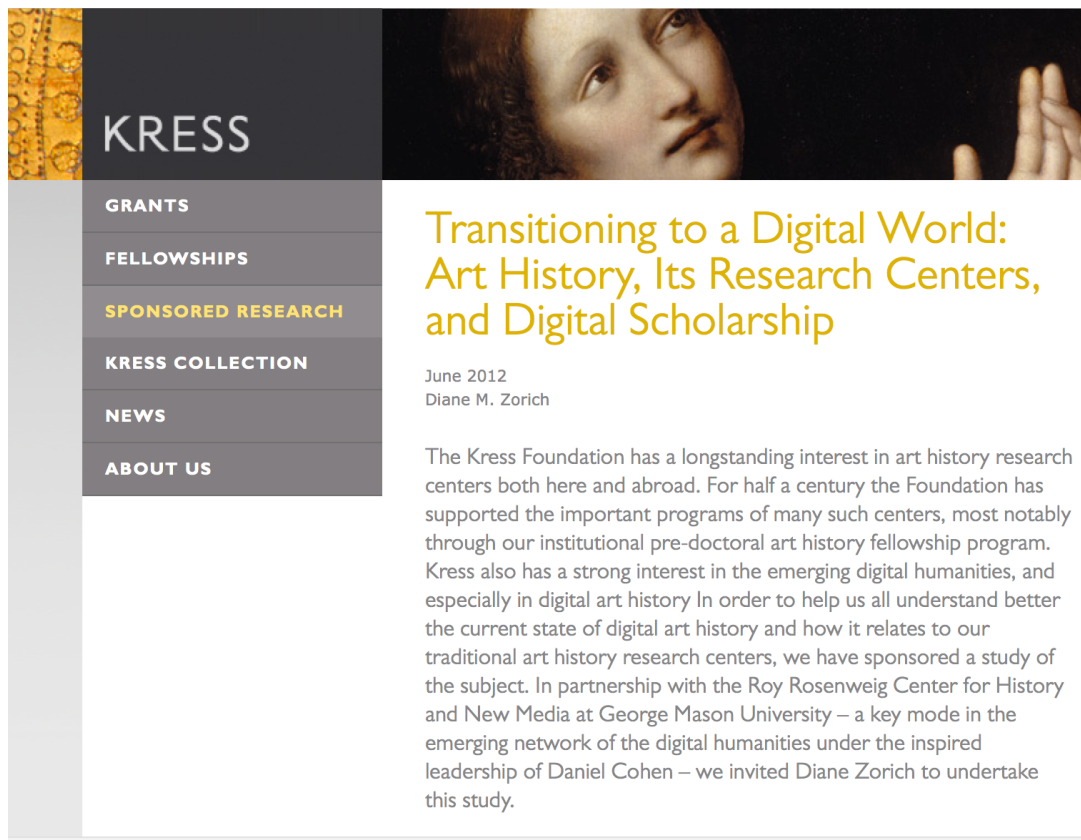 KRESS
GRANTS
FELLOWSHIPS
SPONSORED RESEARCH
KRESS COLLECTION
NEWS
ABOUT US
Transitioning to a Digital World:
Art History, Its Research Centers,
and Digital Scholarship
June 2012
Diane M. Zorich
The Kress Foundation has a longstanding interest in art history research
centers both here and abroad. For half a century the Foundation has
supported the important programs of many such centers, most notably
through our institutional pre-doctoral art history fellowship program.
Kress also has a strong interest in the emerging digital humanities, and
especially in digital art history In order to help us all understand better
the current state of digital art history and how it relates to our
traditional art history research centers, we have sponsored a study of
the subject. In partnership with the Roy Rosenweig Center for History
and New Media at George Mason University – a key mode in the
emerging network of the digital humanities under the inspired
leadership of Daniel Cohen – we invited Diane Zorich to undertake
this study.